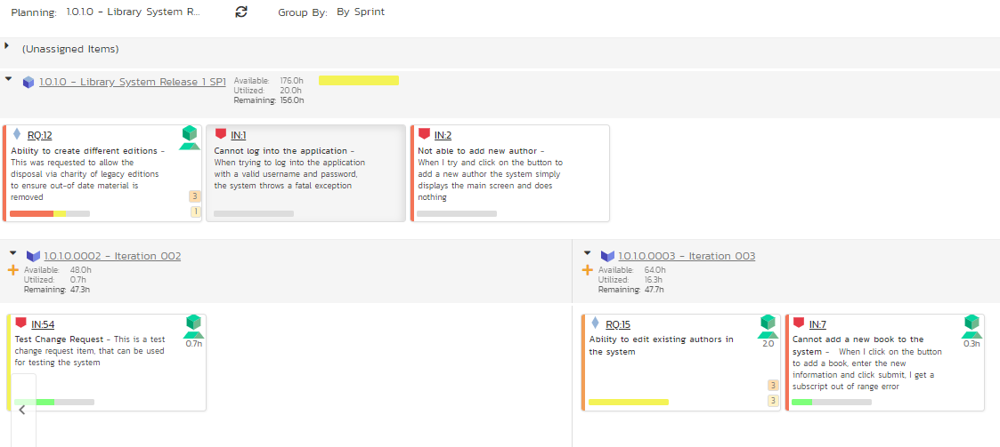 Planning: 1.0.1.0 - Library System R... Group By: By Sprint
(Unassigned Items)
1.0.1.0 - Library System Release 1 SP1
Available: 176.0h
Utilized: 20.0h
Remaining: 156.0h
RQ:12
Ability to create different editions -
This was requested to allow the
disposal via charity of legacy editions
to ensure out-of date material is
removed
3
1
IN:1
Cannot log into the application -
When trying to log into the application
with a valid username and password,
the system throws a fatal exception
IN:2
Not able to add new author -
When I try and click on the button to
add a new author the system simply
displays the main screen and does
nothing
1.0.1.0.0002 - Iteration 002
Available: 48.0h
Utilized: 0.7h
Remaining: 47.3h
IN:54
0.7h
Test Change Request - This is a test
change request item, that can be used
for testing the system
1.0.1.0.0003 - Iteration 003
Available: 64.0h
Utilized: 16.3h
Remaining: 47.7h
RQ:15
2.0
Ability to edit existing authors in
the system
3
3
IN:7
0.3h
Cannot add a new book to the
system - When I click on the button
to add a book, enter the new
information and click submit, I get a
subscript out of range error